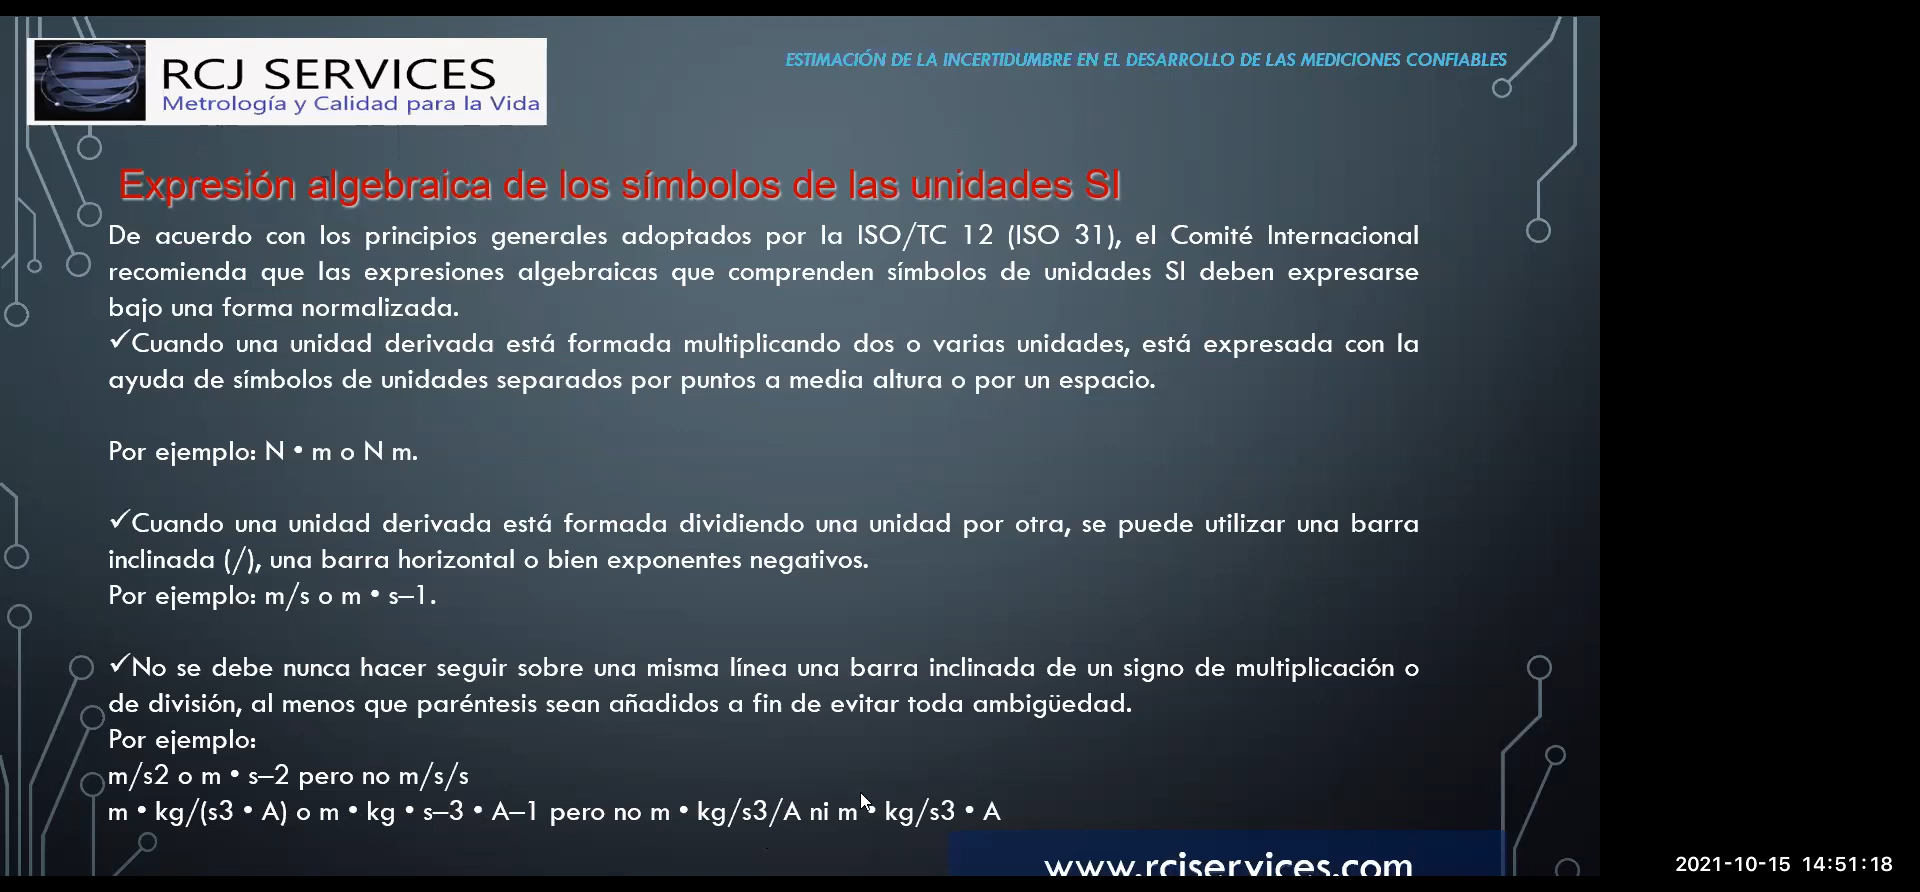 RCJ SERVICES
Metrología y Calidad para la Vida
ESTIMACIÓN DE LA INCERTIDUMBRE EN EL DESARROLLO DE LAS MEDICIONES CONFIABLES
Expresión algebraica de los símbolos de las unidades SI
De acuerdo con los principios generales adoptados por la ISO/TC 12 (ISO 31), el Comité Internacional
recomienda que las expresiones algebraicas que comprenden símbolos de unidades SI deben expresarse
bajo una forma normalizada.
✓Cuando una unidad derivada está formada multiplicando dos o varias unidades, está expresada con la
ayuda de símbolos de unidades separados por puntos a media altura o por un espacio.
Por ejemplo: N • m o N m.
✓Cuando una unidad derivada está formada dividiendo una unidad por otra, se puede utilizar una barra
inclinada (/), una barra horizontal o bien exponentes negativos.
Por ejemplo: m/s o m • s–1.
✓No se debe nunca hacer seguir sobre una misma línea una barra inclinada de un signo de multiplicación o
de división, al menos que paréntesis sean añadidos a fin de evitar toda ambigüedad.
Por ejemplo:
m/s2 o m • s–2 pero no m/s/s
m • kg/(s3 • A) o m • kg • s–3 • A–1 pero no m • kg/s3/A ni m • kg/s3 • A
www.rcjservices.com
2021-10-15 14:51:18